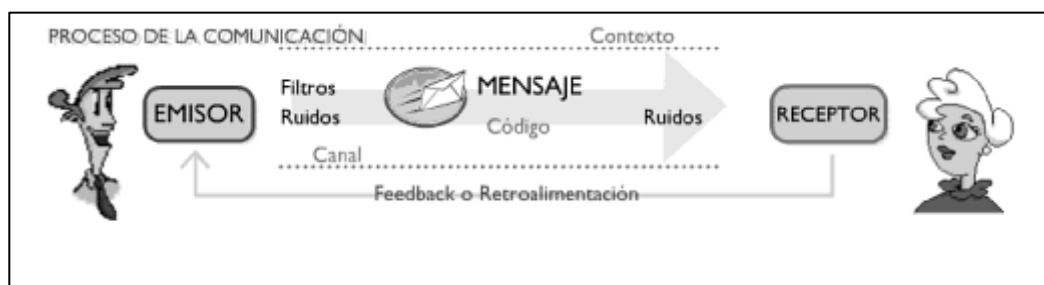 PROCESO DE LA COMUNICACIÓN
Contexto
EMISOR
Filtros
Ruidos
MENSAJE
Código
Ruidos
RECEPTOR
Canal
Feedback o Retroalimentación